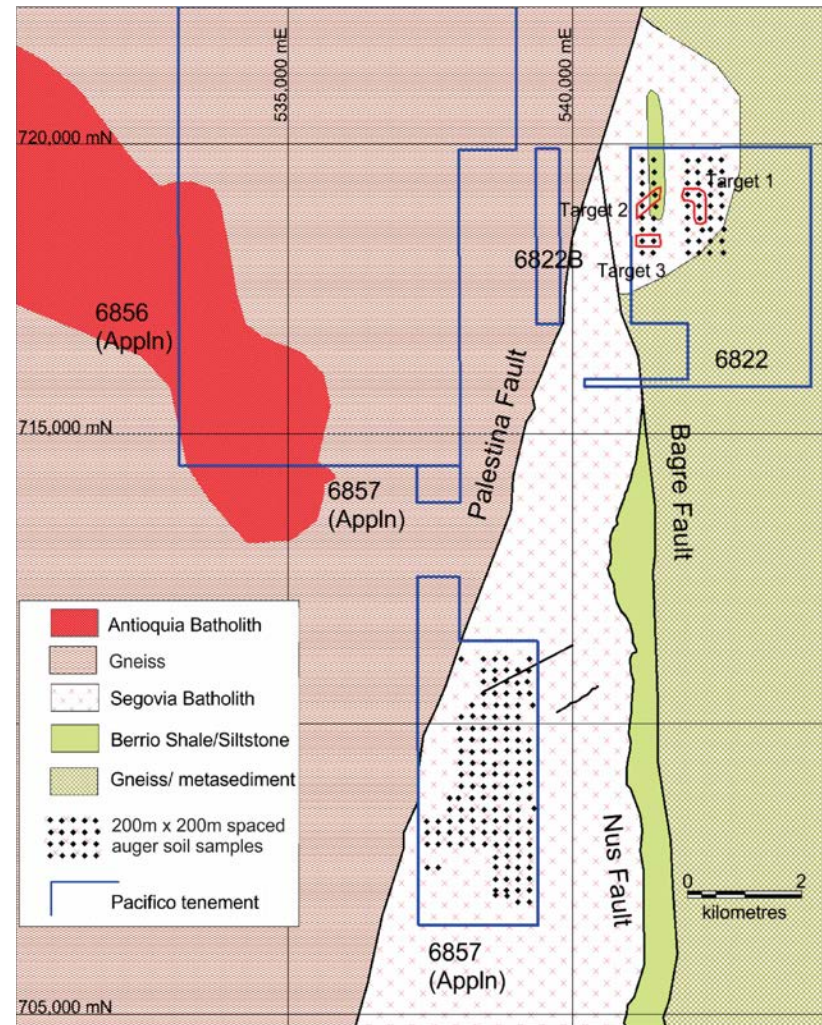 535,000 mE
540,000 mE
720,000 mN
Target 1
Target 2
6822B
Target 3
6856
(Appln)
6822
Palestina Fault
715,000 mN
Bagre Fault
6857
(Appln)
Antioquia Batholith
Gneiss
Segovia Batholith
Berrio Shale/Siltstone
Gneiss/ metasediment
200m x 200m spaced
auger soil samples
Pacifico tenement
Nus Fault
0 2
kilometres
6857
(Appln)
705,000 mN